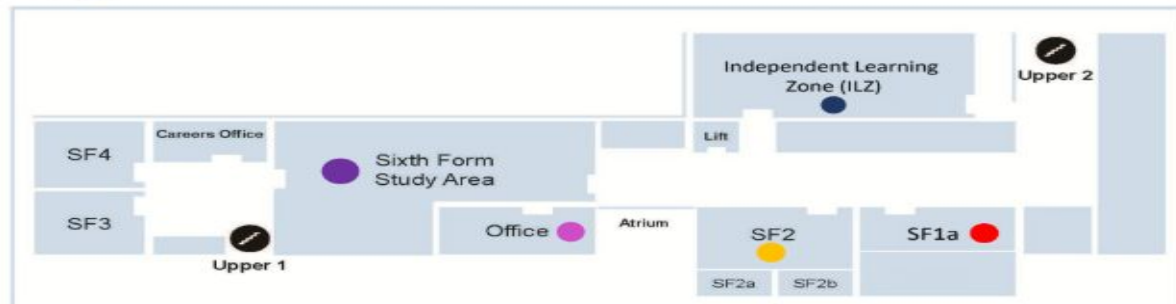 Independent Learning
Zone (ILZ)
Upper 2
Careers Office
SF4
Sixth Form
Study Area
Lift
SF3
Office
Atrium
SF2
SF1a
Upper 1
SF2a
SF2b